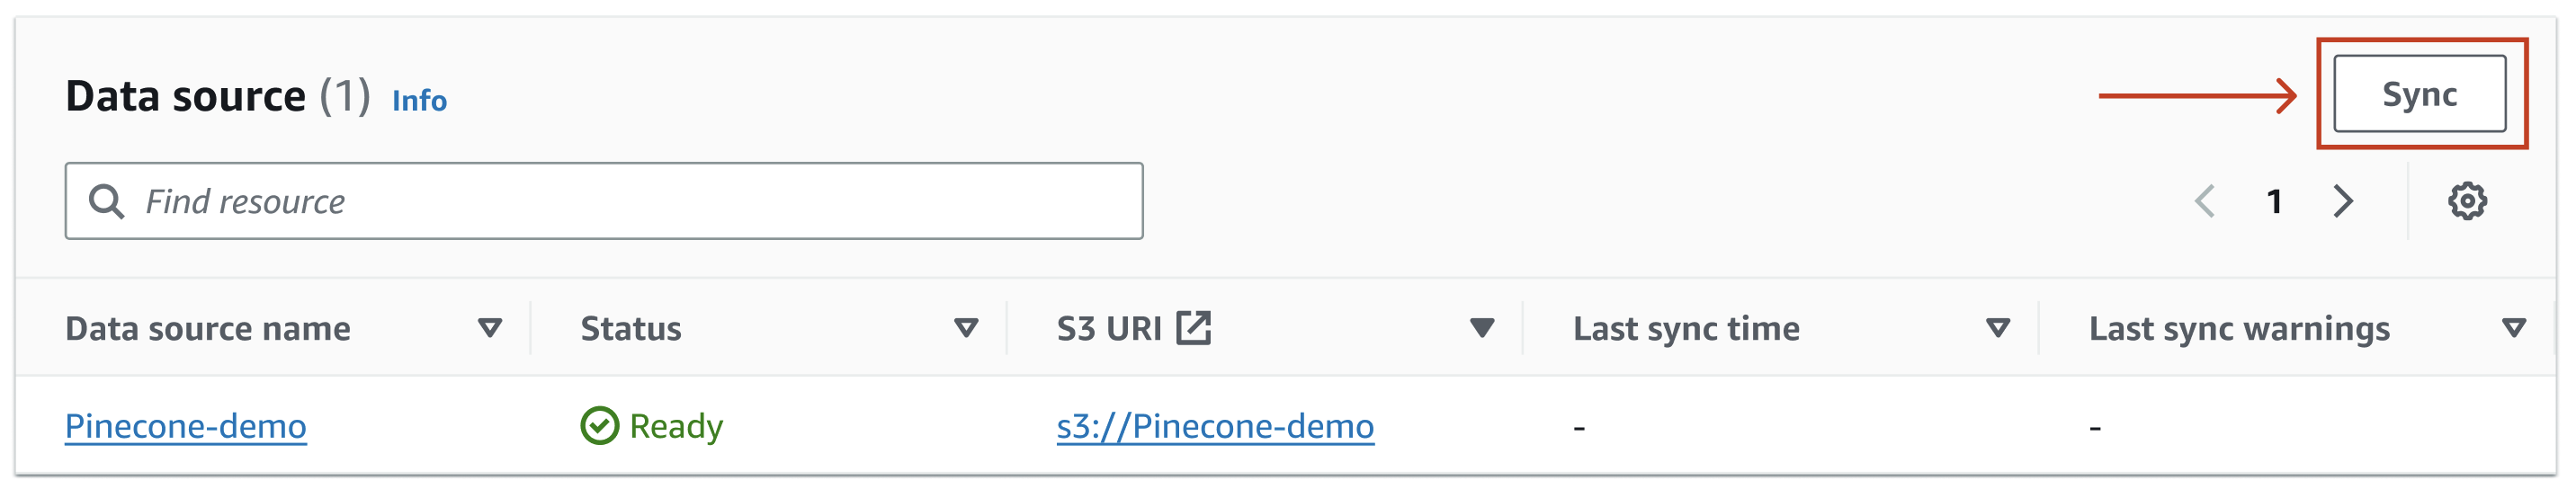 Data source (1) Info
Sync
Find resource
1
Data source name Status S3 URI Last sync time Last sync warnings
Pinecone-demo Ready s3://Pinecone-demo - -